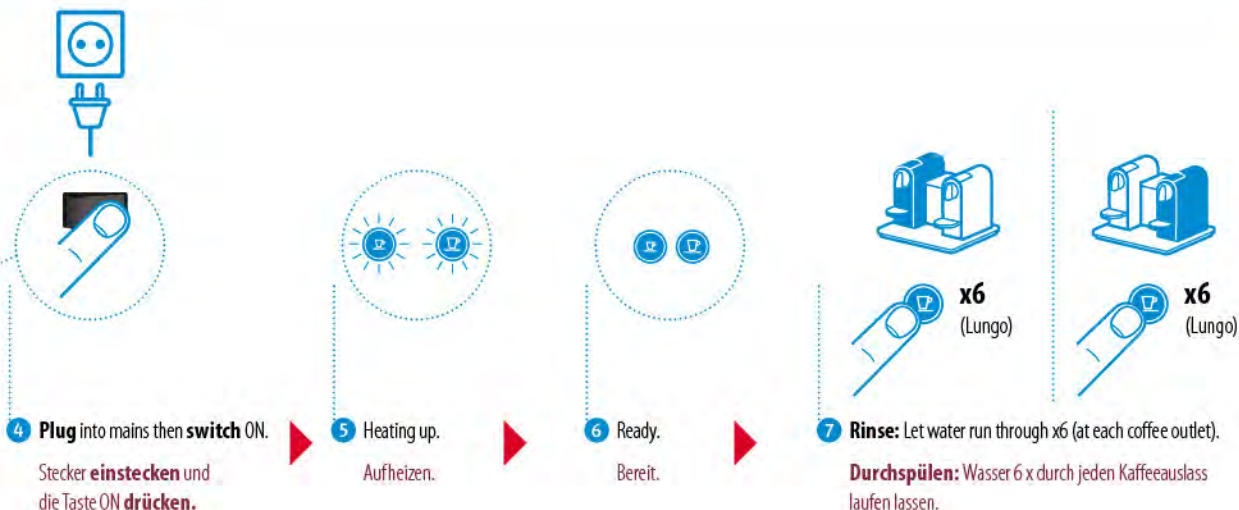 x6
(Lungo)
x6
(Lungo)
4 Plug into mains then switch ON.
Stecker einstecken und
die Taste ON drücken.
5 Heating up.
Aufheizen.
6 Ready.
Bereit.
7 Rinse: Let water run through x6 (at each coffee outlet).
Durchspülen: Wasser 6 x durch jeden Kaffeeauslass
laufen lassen.